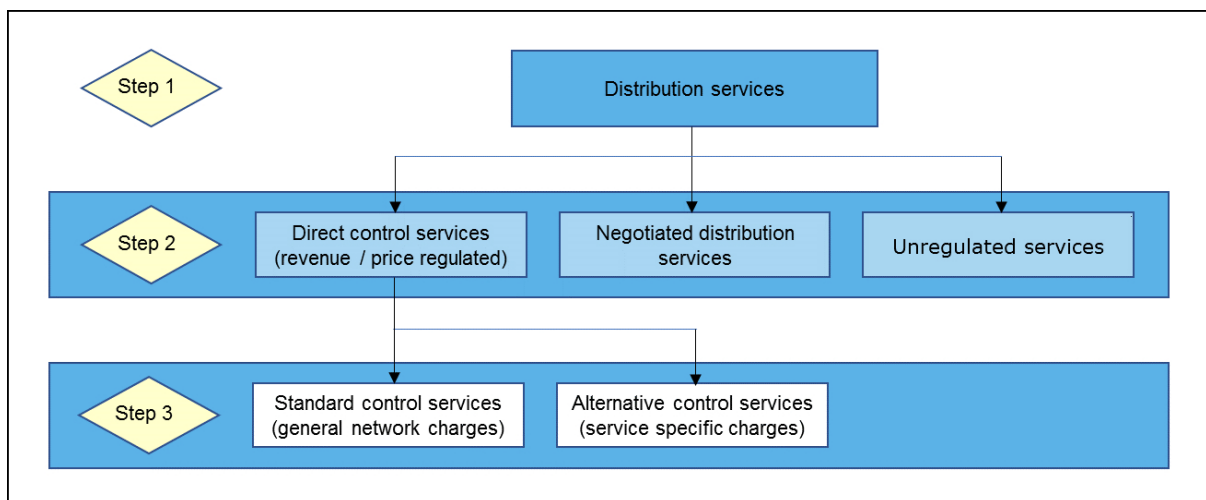 Step 1
Distribution services
Step 2
Direct control services
(revenue / price regulated)
Negotiated distribution
services
Unregulated services
Step 3
Standard control services
(general network charges)
Alternative control services
(service specific charges)